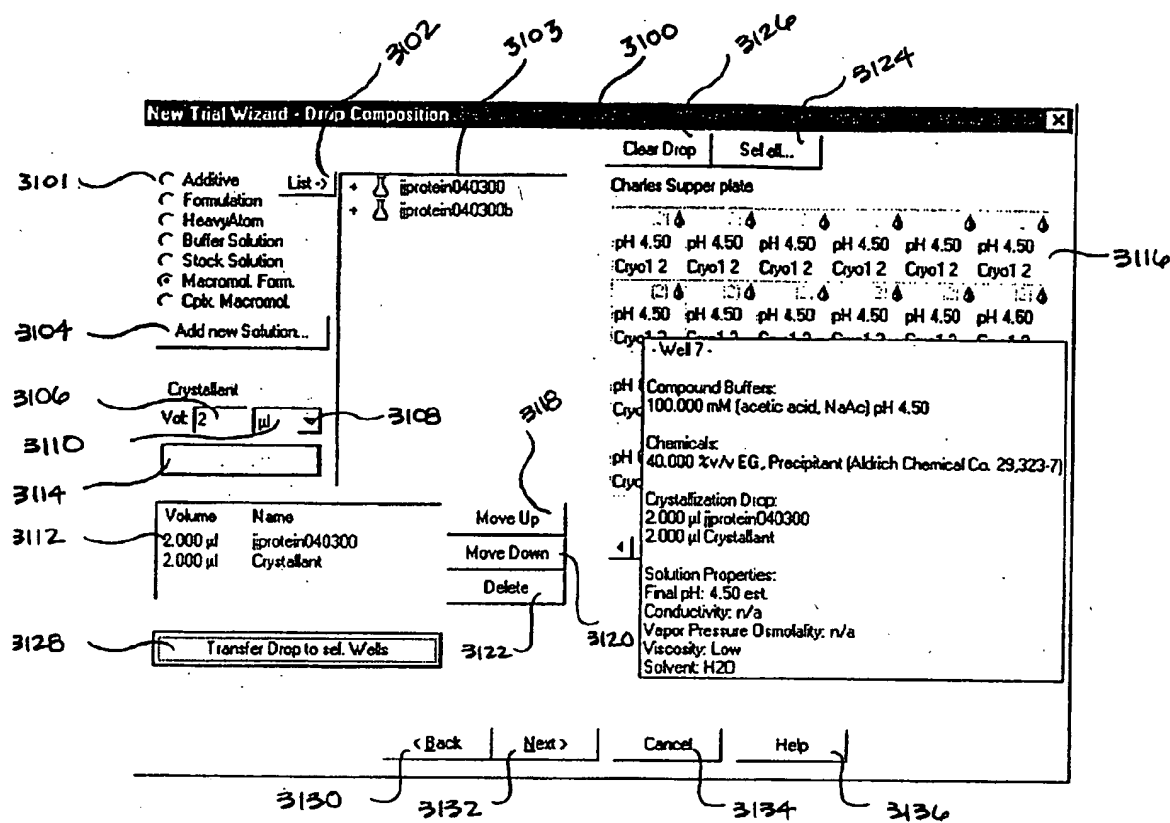 3102 3103 3100 3126 3124
New Trial Wizard - Drop Composition
Clear Drop Sel all...
3101
Additive List ->
Formulation
HeavyAtom
Buffer Solution
Stock Solution
Macromol. Form.
Cplx. Macromol.
jjprotein040300
jjprotein040300b
Charles Supper plate
pH 4.50 pH 4.50 pH 4.50 pH 4.50 pH 4.50 pH 4.50
Cryo1 2 Cryo1 2 Cryo1 2 Cryo1 2 Cryo1 2 Cryo1 2
3116
pH 4.50 pH 4.50 pH 4.50 pH 4.50 pH 4.50 pH 4.50
3104 Add new Solution...
Crystallant
3106 Vol: 2 µl 3108
3110
3114
3118
- Well 7 -
Compound Buffers:
100.000 mM (acetic acid, NaAc) pH 4.50
Chemicals:
40.000 %v/v EG, Precipitant (Aldrich Chemical Co. 29,323-7)
Crystallization Drop:
2.000 µl jjprotein040300
2.000 µl Crystallant
Solution Properties:
Final pH: 4.50 est.
Conductivity: n/a
Vapor Pressure Osmolality: n/a
Viscosity: Low
Solvent: H2O
Volume Name
3112 2.000 µl jjprotein040300
2.000 µl Crystallant
Move Up
Move Down
Delete
3120
3122
3128 Transfer Drop to sel. Wells
< Back Next > Cancel Help
3130 3132 3134 3136